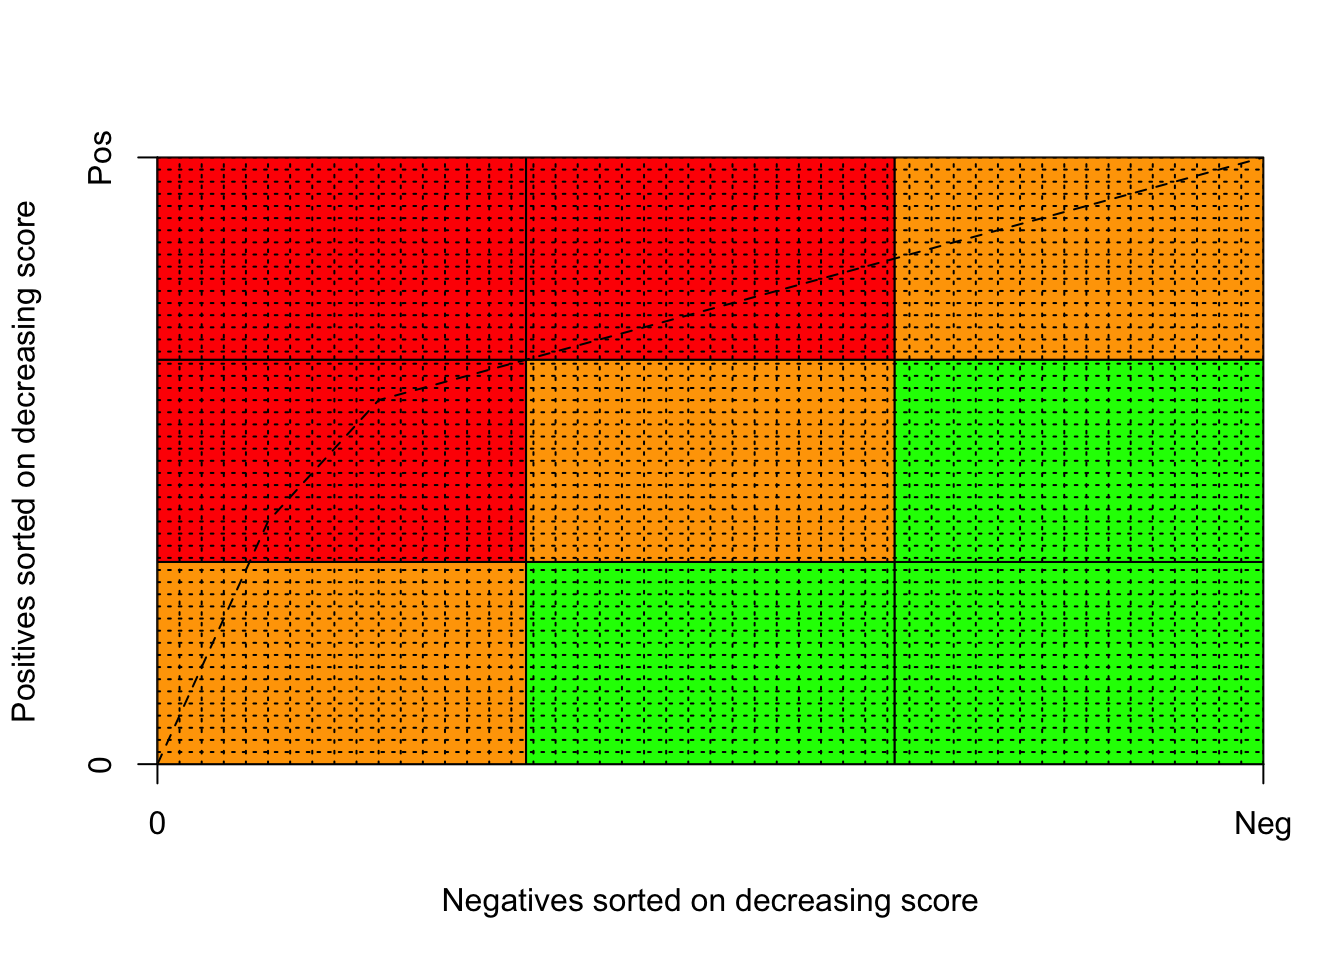 Positives sorted on decreasing score
Pos
0
0
Neg
Negatives sorted on decreasing score